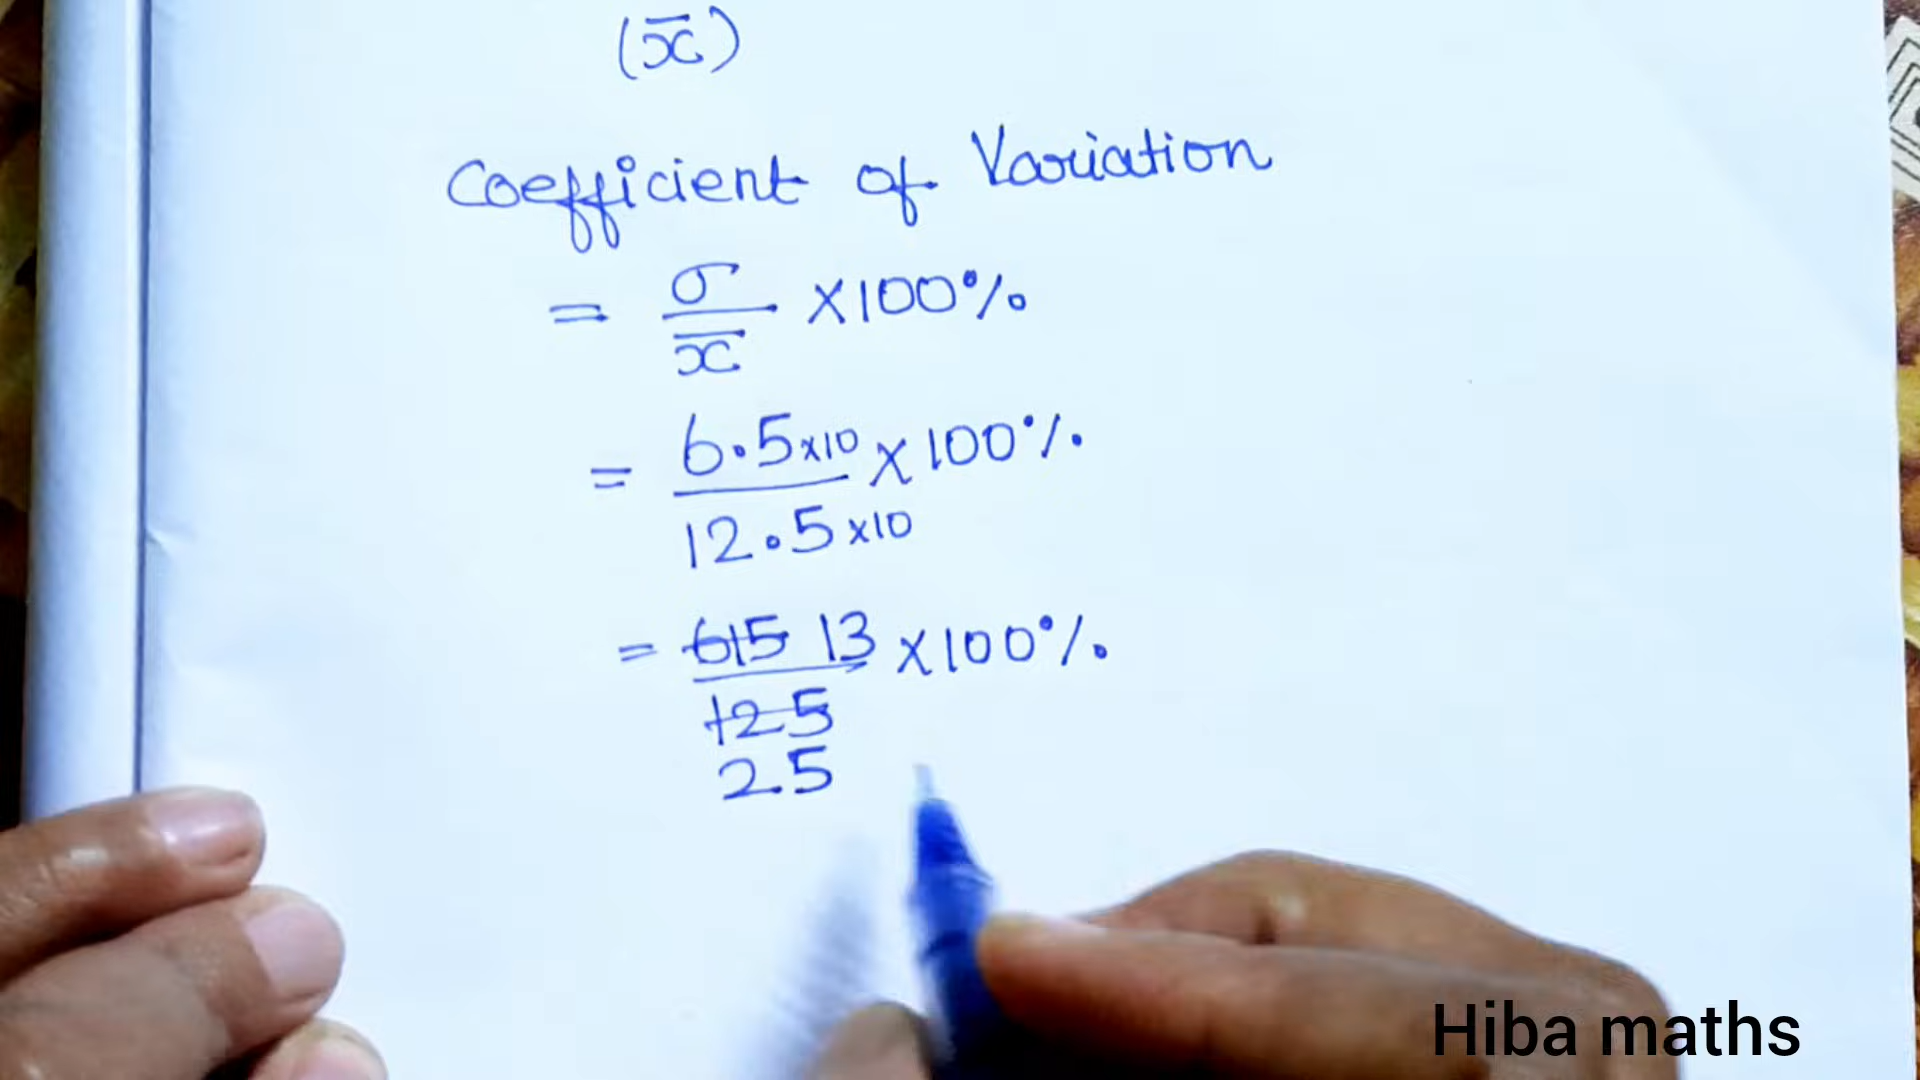 (x̄)
Coefficient of Variation
= σ/x̄ ×100%
= 6.5×10/12.5×10 ×100%
= 65 13/125 ×100%
25
Hiba maths